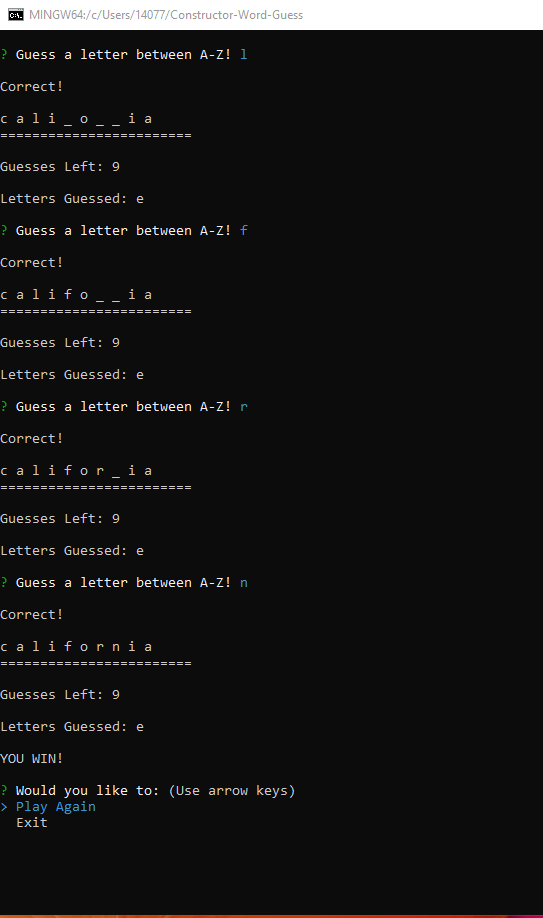 MINGW64:/c/Users/14077/Constructor-Word-Guess
? Guess a letter between A-Z! l
Correct!
c a l i _ o _ _ i a
========================
Guesses Left: 9
Letters Guessed: e
? Guess a letter between A-Z! f
Correct!
c a l i f o _ _ i a
========================
Guesses Left: 9
Letters Guessed: e
? Guess a letter between A-Z! r
Correct!
c a l i f o r _ i a
========================
Guesses Left: 9
Letters Guessed: e
? Guess a letter between A-Z! n
Correct!
c a l i f o r n i a
========================
Guesses Left: 9
Letters Guessed: e
YOU WIN!
? Would you like to: (Use arrow keys)
> Play Again
Exit